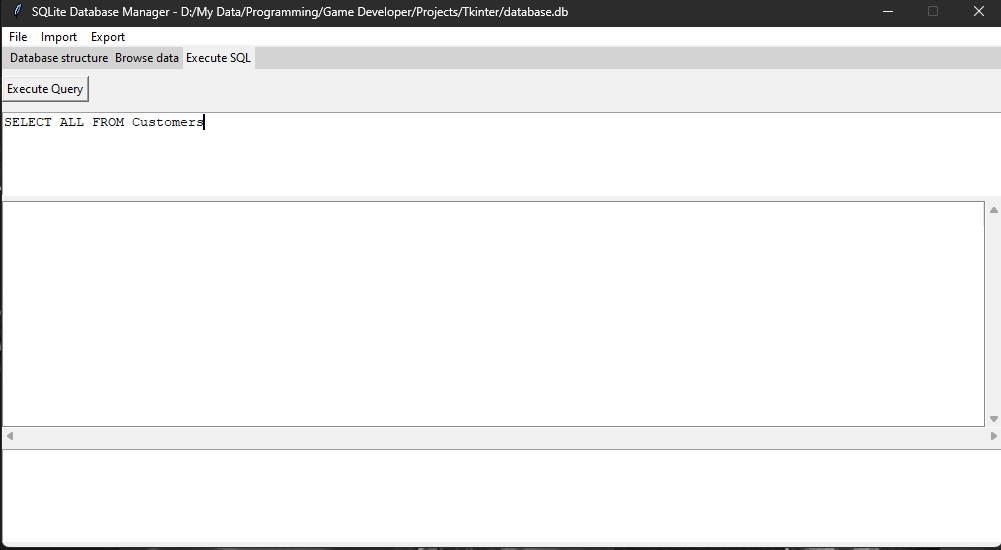 SQLite Database Manager - D:/My Data/Programming/Game Developer/Projects/Tkinter/database.db
File Import Export
Database structure Browse data Execute SQL
Execute Query
SELECT ALL FROM Customers